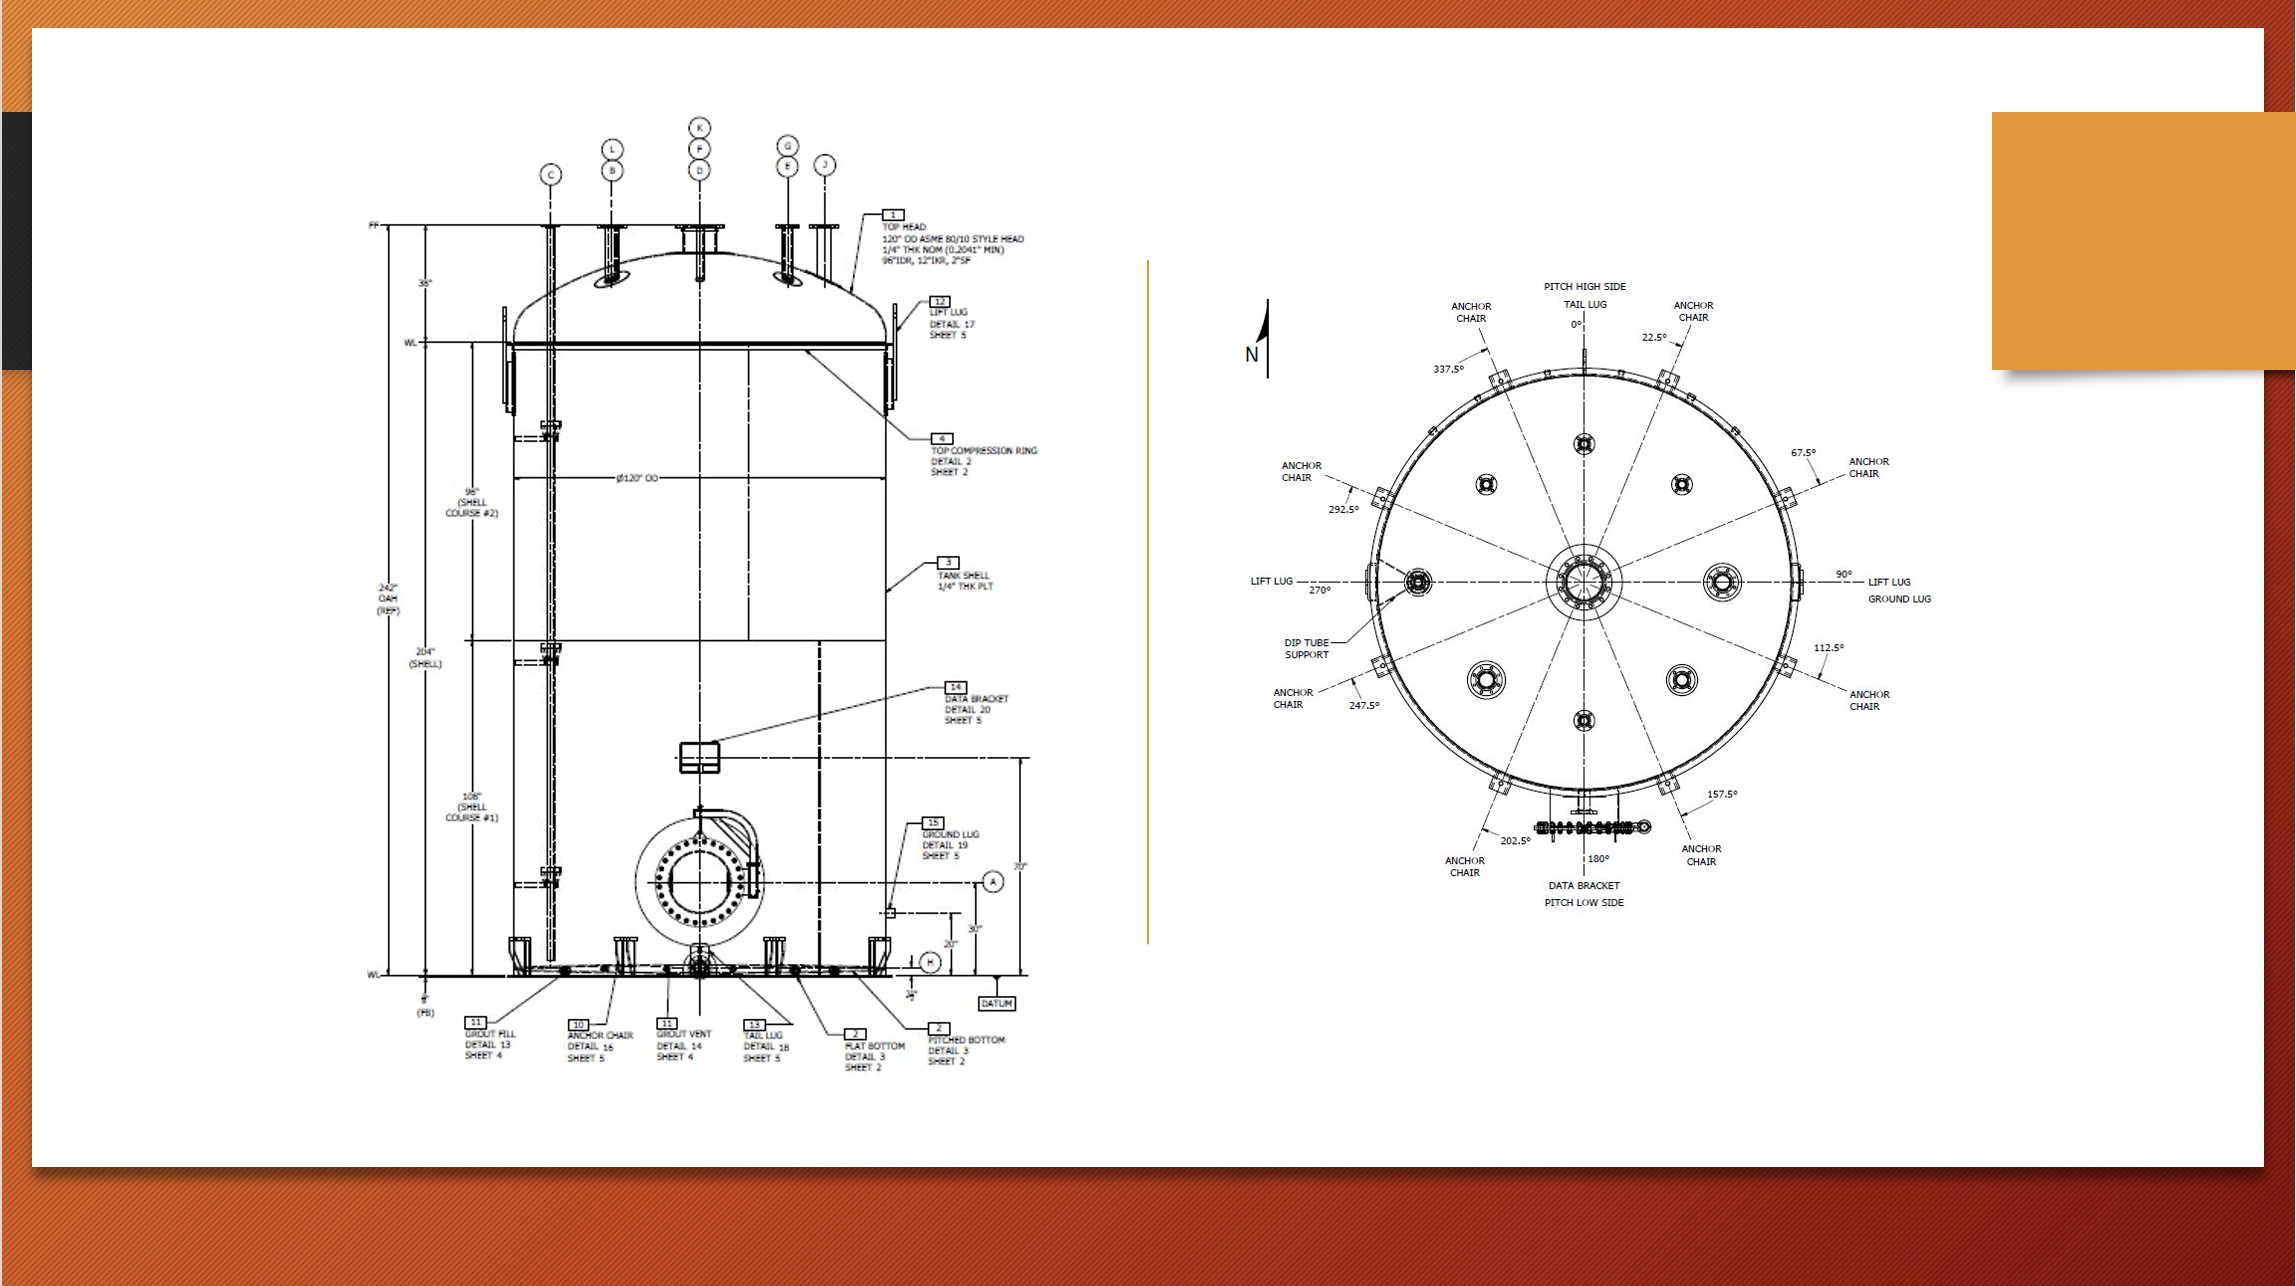 K
L
F
G
C
B
D
E
J
FF
1
TOP HEAD
120" OD ASME 80/10 STYLE HEAD
1/4" THK NOM (0.2041" MIN)
96"IDR, 12"IKR, 2"SF
38"
12
LIFT LUG
DETAIL 17
SHEET 5
WL
4
TOP COMPRESSION RING
DETAIL 2
SHEET 2
Ø120" OD
96"
(SHELL
COURSE #2)
3
TANK SHELL
1/4" THK PLT
242"
OAH
(REF)
204"
(SHELL)
14
DATA BRACKET
DETAIL 20
SHEET 5
108"
(SHELL
COURSE #1)
15
GROUND LUG
DETAIL 19
SHEET 5
70"
A
30"
20"
H
WL
(FB)
DATUM
11
GROUT FILL
DETAIL 13
SHEET 4
10
ANCHOR CHAIR
DETAIL 16
SHEET 5
11
GROUT VENT
DETAIL 14
SHEET 4
13
TAIL LUG
DETAIL 18
SHEET 5
2
FLAT BOTTOM
DETAIL 3
SHEET 2
2
PITCHED BOTTOM
DETAIL 3
SHEET 2
N
PITCH HIGH SIDE
TAIL LUG
0°
ANCHOR
CHAIR
337.5°
ANCHOR
CHAIR
22.5°
ANCHOR
CHAIR
292.5°
67.5°
ANCHOR
CHAIR
LIFT LUG
270°
90°
LIFT LUG
GROUND LUG
DIP TUBE
SUPPORT
112.5°
ANCHOR
CHAIR
247.5°
ANCHOR
CHAIR
157.5°
ANCHOR
CHAIR
202.5°
ANCHOR
CHAIR
180°
DATA BRACKET
PITCH LOW SIDE